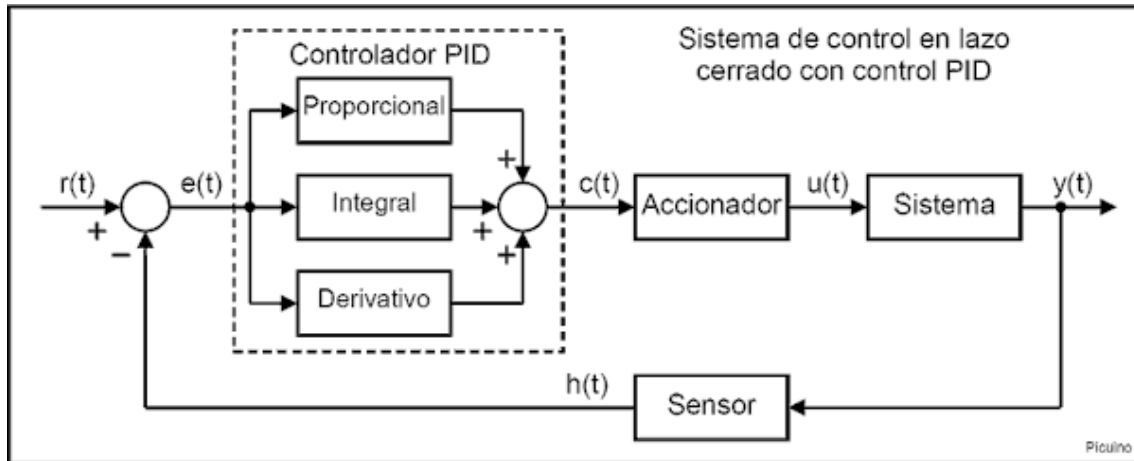 Controlador PID
Sistema de control en lazo
cerrado con control PID
Proporcional
+
r(t)
e(t)
Integral
c(t)
Accionador
u(t)
Sistema
y(t)
+
−
+
+
Derivativo
h(t)
Sensor
Picuino